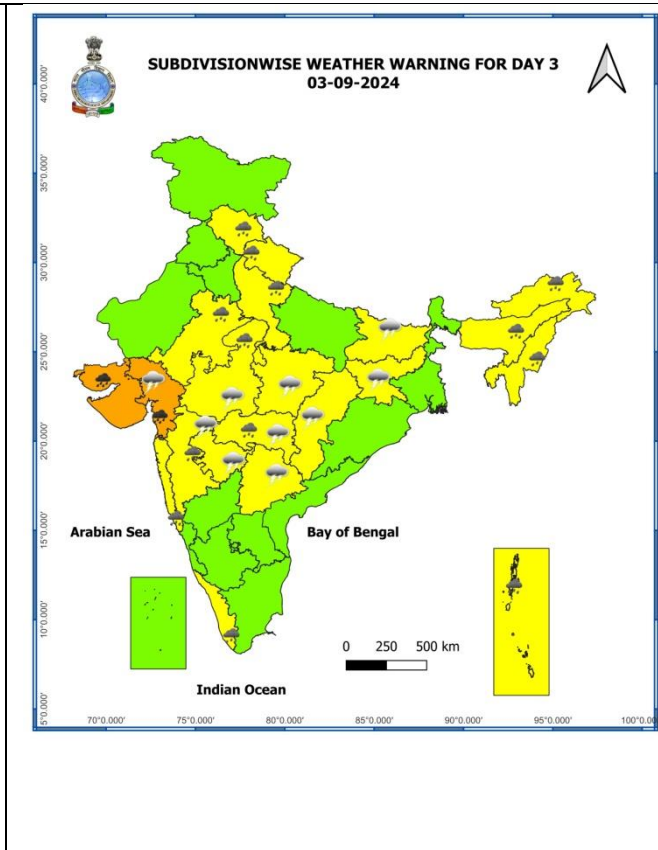 SUBDIVISIONWISE WEATHER WARNING FOR DAY 3
03-09-2024
40°0.000'
35°0.000'
30°0.000'
25°0.000'
20°0.000'
15°0.000'
10°0.000'
5°0.000'
Arabian Sea
Bay of Bengal
0 250 500 km
Indian Ocean
70°0.000' 75°0.000' 80°0.000' 85°0.000' 90°0.000' 95°0.000' 100°0.00